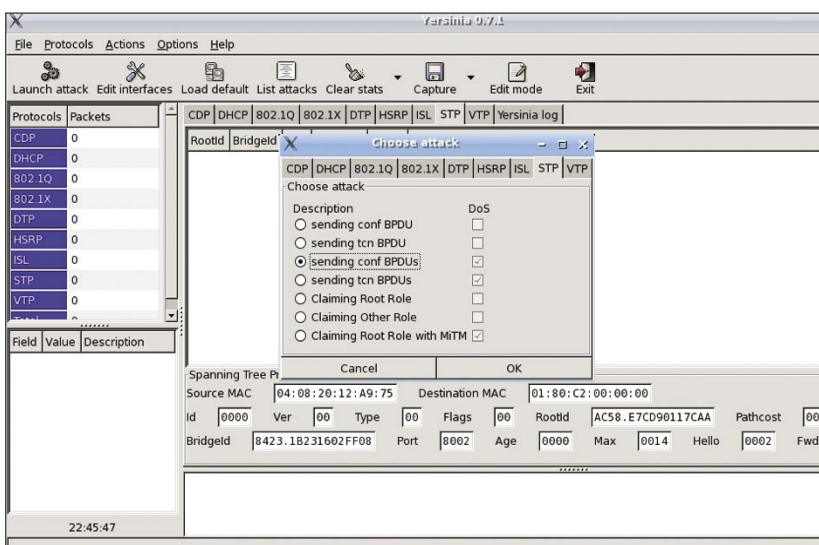 Yersinia 0.7.1
File Protocols Actions Options Help
Launch attack Edit interfaces Load default List attacks Clear stats Capture Edit mode Exit
Protocols Packets
CDP 0
DHCP 0
802.1Q 0
802.1X 0
DTP 0
HSRP 0
ISL 0
STP 0
VTP 0
CDP DHCP 802.1Q 802.1X DTP HSRP ISL STP VTP Yersinia log
RootId BridgeId
Choose attack
CDP DHCP 802.1Q 802.1X DTP HSRP ISL STP VTP
Choose attack
Description DoS
sending conf BPDU
sending tcn BPDU
sending conf BPDUs
sending tcn BPDUs
Claiming Root Role
Claiming Other Role
Claiming Root Role with MiTM
Cancel OK
Field Value Description
22:45:47
Spanning Tree Pr
Source MAC 04:08:20:12:A9:75 Destination MAC 01:80:C2:00:00:00
Id 0000 Ver 00 Type 00 Flags 00 RootId AC58.E7CD90117CAA Pathcost 00
BridgeId 8423.1B231602FF08 Port 8002 Age 0000 Max 0014 Hello 0002 Fwd